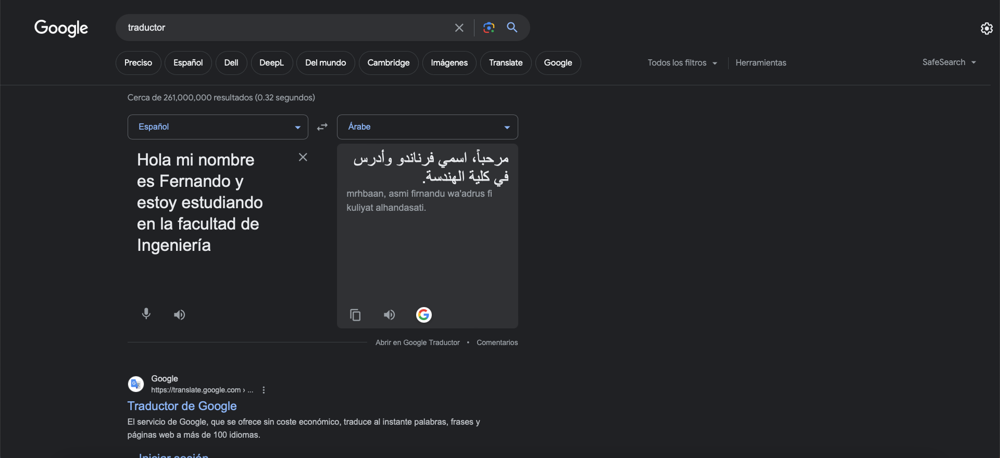 Google
traductor
Preciso
Español
Dell
DeepL
Del mundo
Cambridge
Imágenes
Translate
Google
Todos los filtros
Herramientas
SafeSearch
Cerca de 261,000,000 resultados (0.32 segundos)
Español
Árabe
Hola mi nombre
es Fernando y
estoy estudiando
en la facultad de
Ingeniería
مرحباً، اسمي فرناندو وأدرس
في كلية الهندسة.
mrhbaan, asmi firnandu wa'adrus fi
kuliyat alhandasati.
Abrir en Google Traductor • Comentarios
Google
https://translate.google.com › ...
Traductor de Google
El servicio de Google, que se ofrece sin coste económico, traduce al instante palabras, frases y
páginas web a más de 100 idiomas.
Iniciar sesión